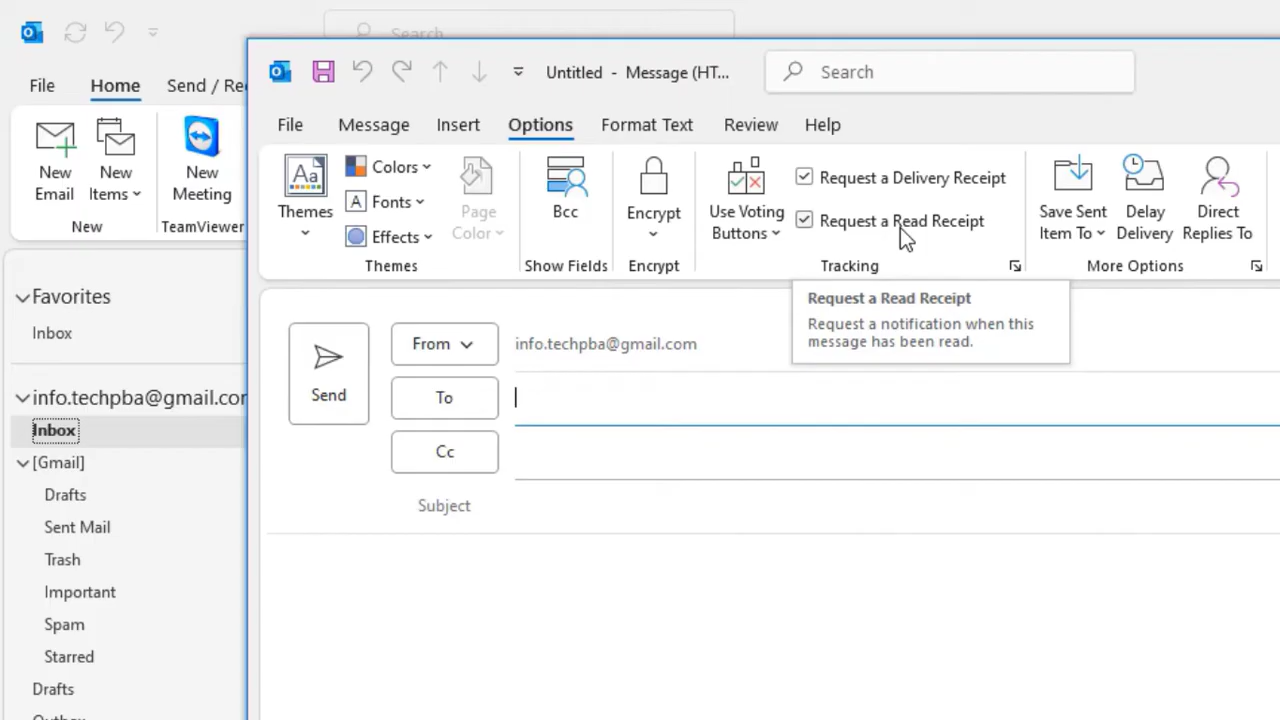 Search
File
Home
Send / Rec
New
Email
New
Items
New
Meeting
New
TeamViewer
Favorites
Inbox
info.techpba@gmail.com
Inbox
[Gmail]
Drafts
Sent Mail
Trash
Important
Spam
Starred
Drafts
Outbox
Untitled - Message (HT...
Search
File
Message
Insert
Options
Format Text
Review
Help
Aa
Themes
Colors
A Fonts
Effects
Page
Color
Themes
Bcc
Show Fields
Encrypt
Encrypt
Use Voting
Buttons
Request a Delivery Receipt
Request a Read Receipt
Tracking
Save Sent
Item To
Delay
Delivery
Direct
Replies To
More Options
Request a Read Receipt
Request a notification when this
message has been read.
Send
From
info.techpba@gmail.com
To
Cc
Subject